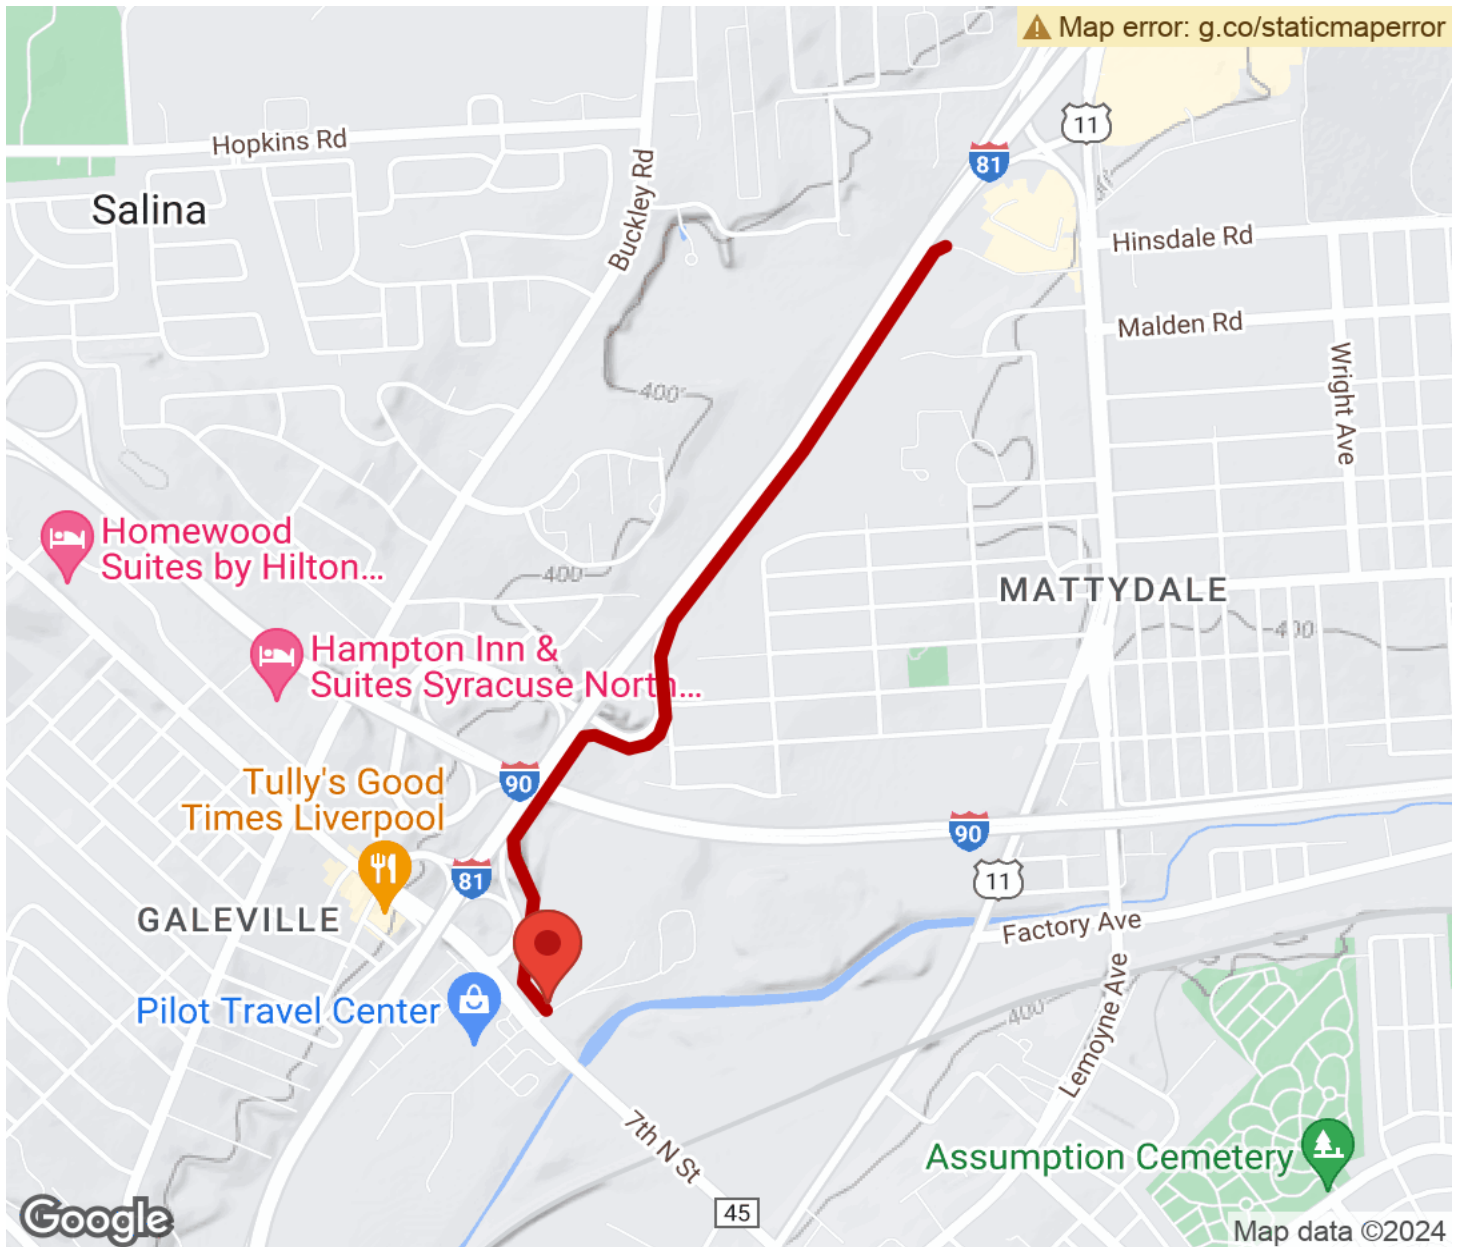 Map error: g.co/staticmaperror
11
Hopkins Rd
81
Buckley Rd
Salina
Hinsdale Rd
Malden Rd
Wright Ave
400'
Homewood
Suites by Hilton...
400
MATTYDALE
400
Hampton Inn &
Suites Syracuse North...
90
Tully's Good
Times Liverpool
90
81
11
GALEVILLE
Factory Ave
Pilot Travel Center
400
Lemoyne Ave
7th N St
Assumption Cemetery
45
Google
Map data ©2024